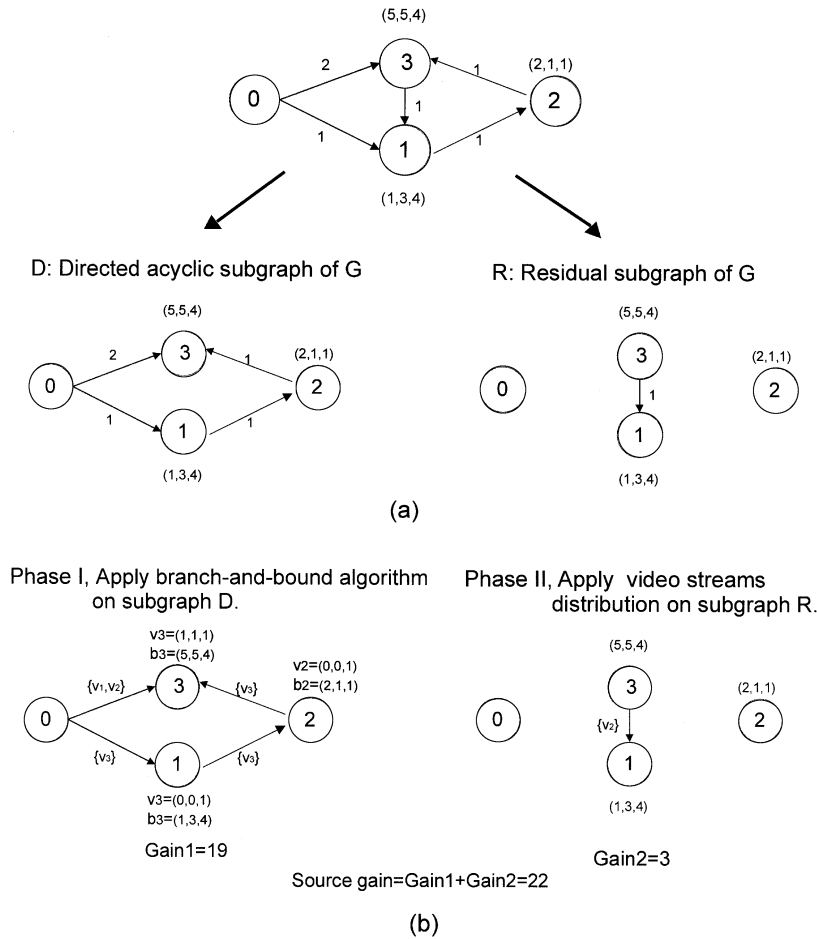 (5,5,4)
3
2
1
(2,1,1)
0
2
1
1
1
1
(1,3,4)
D: Directed acyclic subgraph of G
R: Residual subgraph of G
(5,5,4)
3
2
1
(2,1,1)
0
2
1
1
1
(1,3,4)
(5,5,4)
3
(2,1,1)
0
2
1
1
(1,3,4)
(a)
Phase I, Apply branch-and-bound algorithm
on subgraph D.
v3=(1,1,1)
b3=(5,5,4)
v2=(0,0,1)
b2=(2,1,1)
{v₁,v₂}
3
{v₃}
0
2
{v₃}
1
{v₃}
v3=(0,0,1)
b3=(1,3,4)
Gain1=19
Phase II, Apply video streams
distribution on subgraph R.
(5,5,4)
3
(2,1,1)
0
2
{v₂}
1
(1,3,4)
Gain2=3
Source gain=Gain1+Gain2=22
(b)